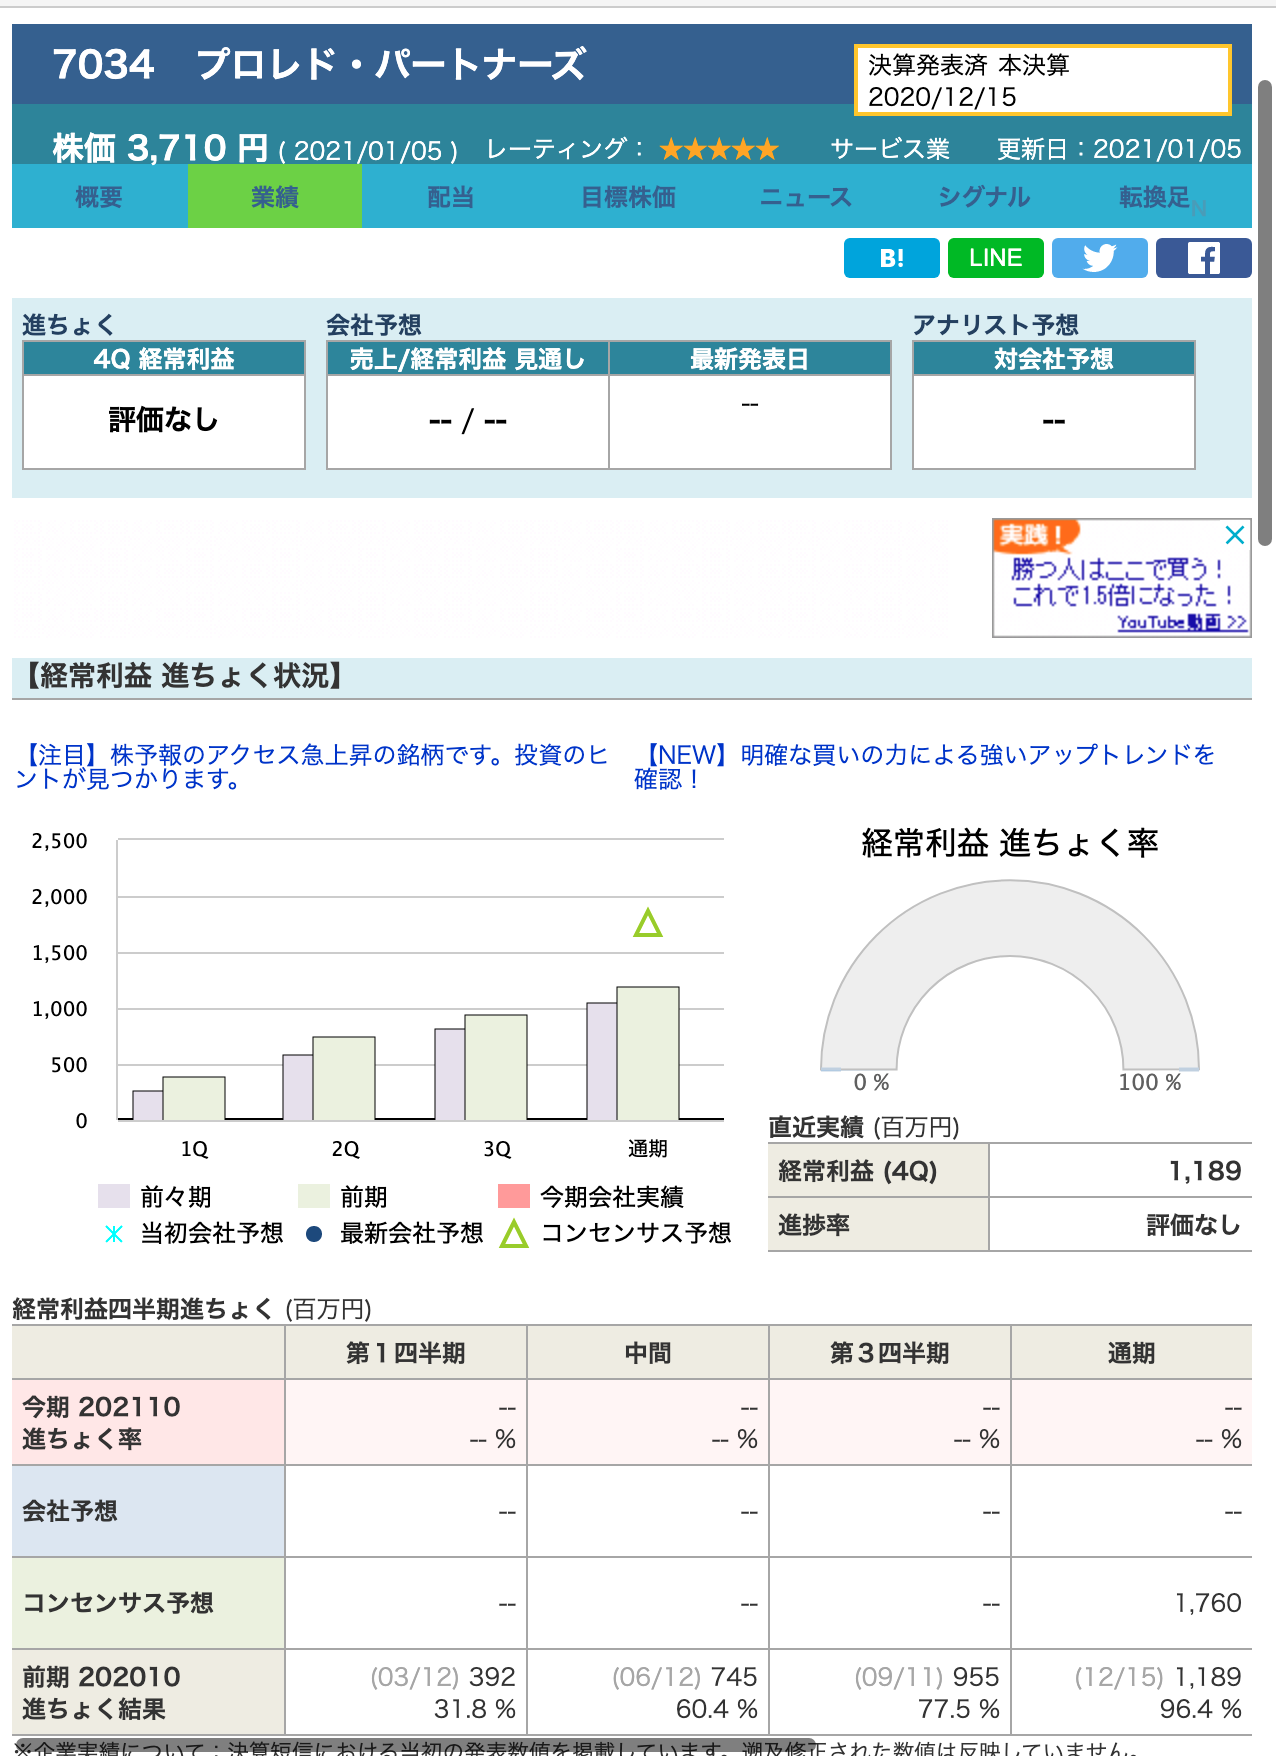 7034　プロレド・パートナーズ
決算発表済 本決算
2020/12/15
株価 3,710 円 ( 2021/01/05 )　レーティング： ★★★★★　サービス業　更新日：2021/01/05
概要　業績　配当　目標株価　ニュース　シグナル　転換足
B!　LINE
進ちょく　会社予想　アナリスト予想
4Q 経常利益　売上/経常利益 見通し　最新発表日　対会社予想
評価なし　-- / --　--　--
実践！
勝つ人はここで買う！
これで1.5倍になった！
YouTube動画 >>
【経常利益 進ちょく状況】
【注目】株予報のアクセス急上昇の銘柄です。投資のヒ
ントが見つかります。
【NEW】明確な買いの力による強いアップトレンドを
確認！
2,500
2,000
1,500
1,000
500
0
1Q　2Q　3Q　通期
前々期　前期　今期会社実績
当初会社予想　最新会社予想　コンセンサス予想
経常利益 進ちょく率
0 %　100 %
直近実績 (百万円)
経常利益 (4Q)　1,189
進捗率　評価なし
経常利益四半期進ちょく (百万円)
第１四半期　中間　第３四半期　通期
今期 202110　--　--　--　--
進ちょく率　-- %　-- %　-- %　-- %
会社予想　--　--　--　--
コンセンサス予想　--　--　--　1,760
前期 202010　(03/12) 392　(06/12) 745　(09/11) 955　(12/15) 1,189
進ちょく結果　31.8 %　60.4 %　77.5 %　96.4 %
※企業実績について：決算短信における当初の発表数値を掲載しています。遡及修正された数値は反映していません。